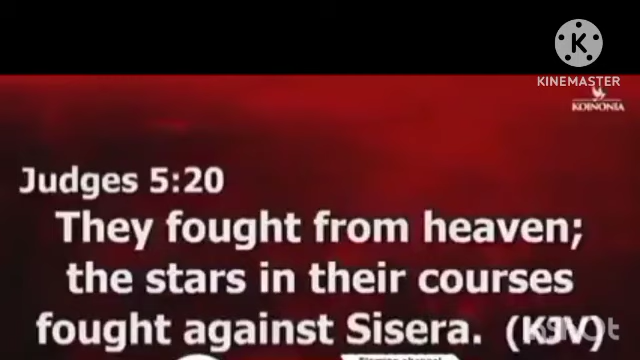 KINEMASTER
KOINONIA
Judges 5:20
They fought from heaven;
the stars in their courses
fought against Sisera. (KJV)